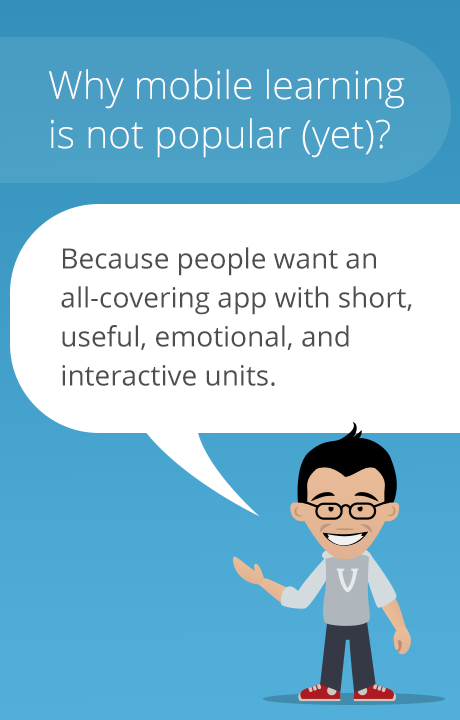 Why mobile learning
is not popular (yet)?
Because people want an
all-covering app with short,
useful, emotional, and
interactive units.
V